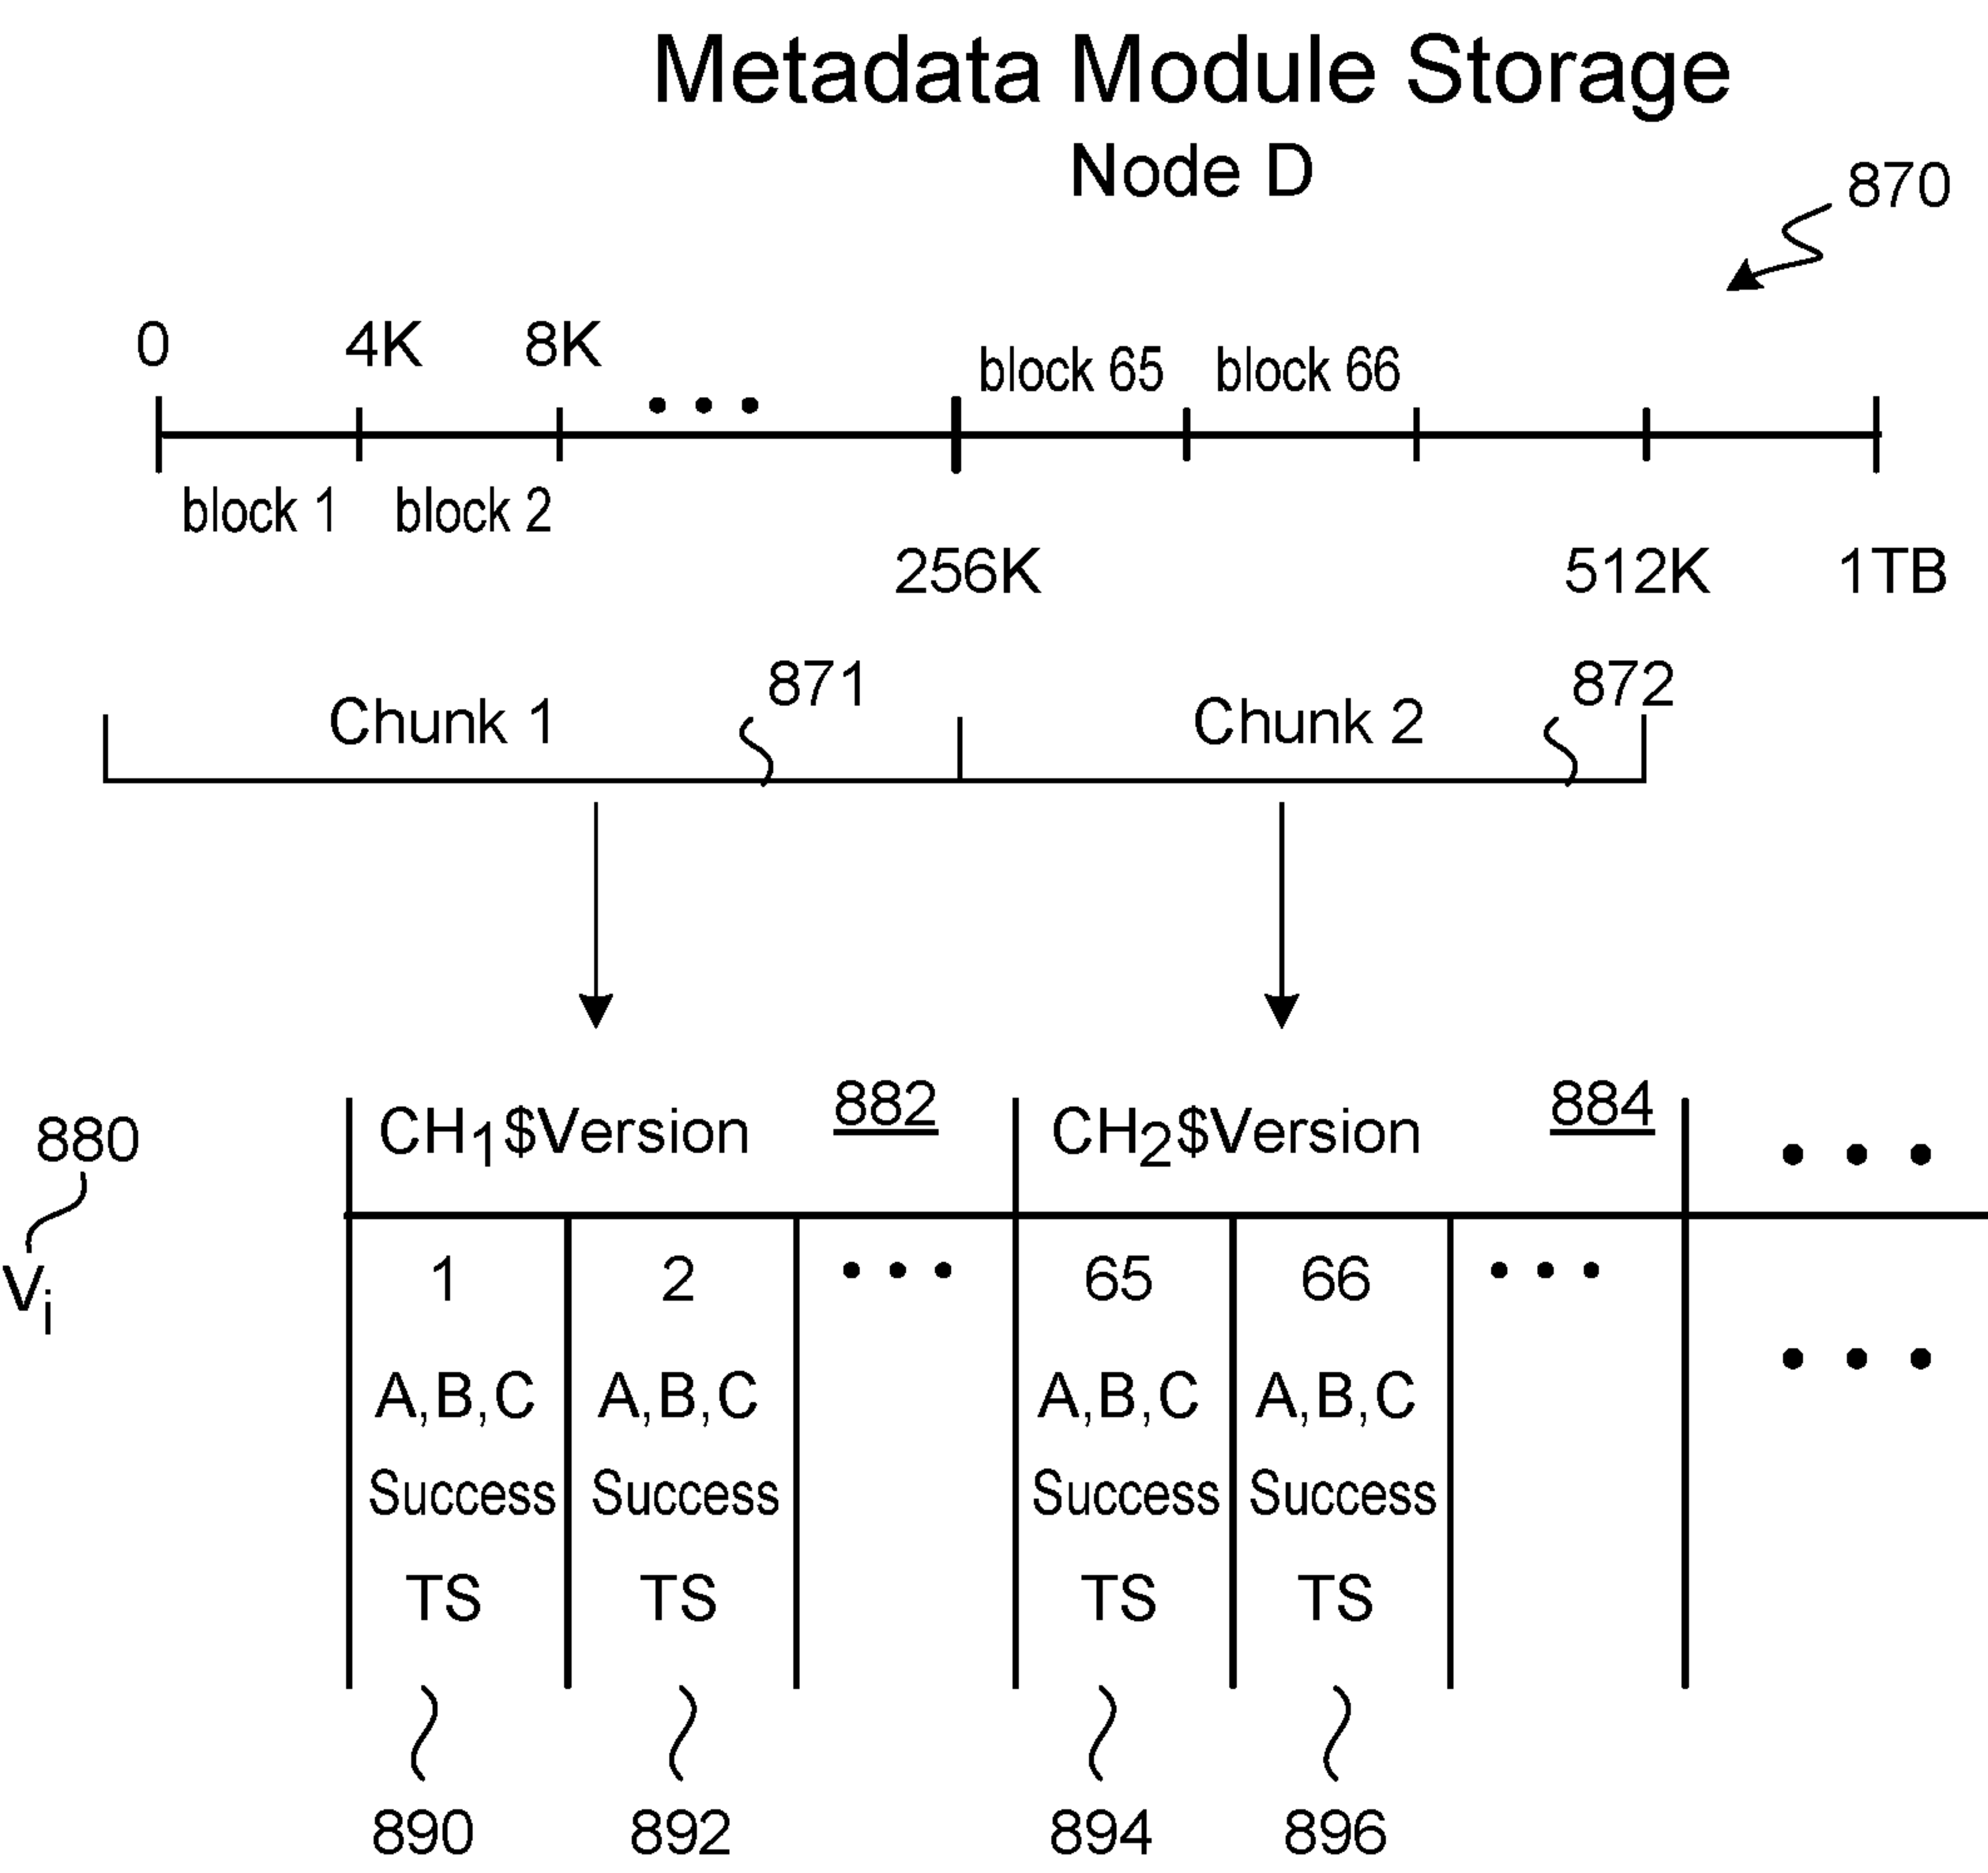 Metadata Module Storage
Node D
870
0 4K 8K • • • block 65 block 66
block 1 block 2
256K 512K 1TB
871 872
Chunk 1 Chunk 2
880 CH1$Version 882 CH2$Version 884 • • •
Vi 1 2 • • • 65 66 • • •
A,B,C A,B,C A,B,C A,B,C • • •
Success Success Success Success
TS TS TS TS
890 892 894 896